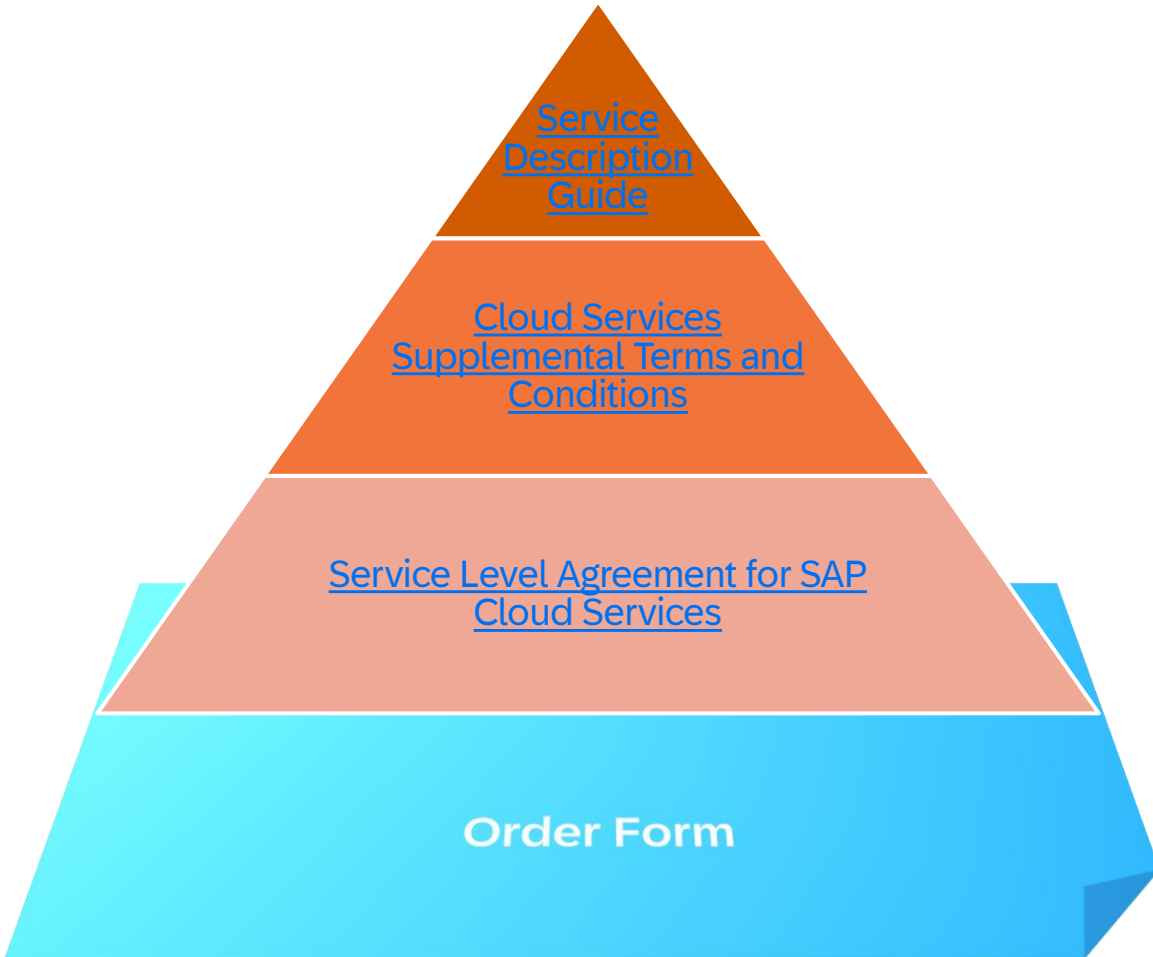 Service
Description
Guide
Cloud Services
Supplemental Terms and
Conditions
Service Level Agreement for SAP
Cloud Services
Order Form